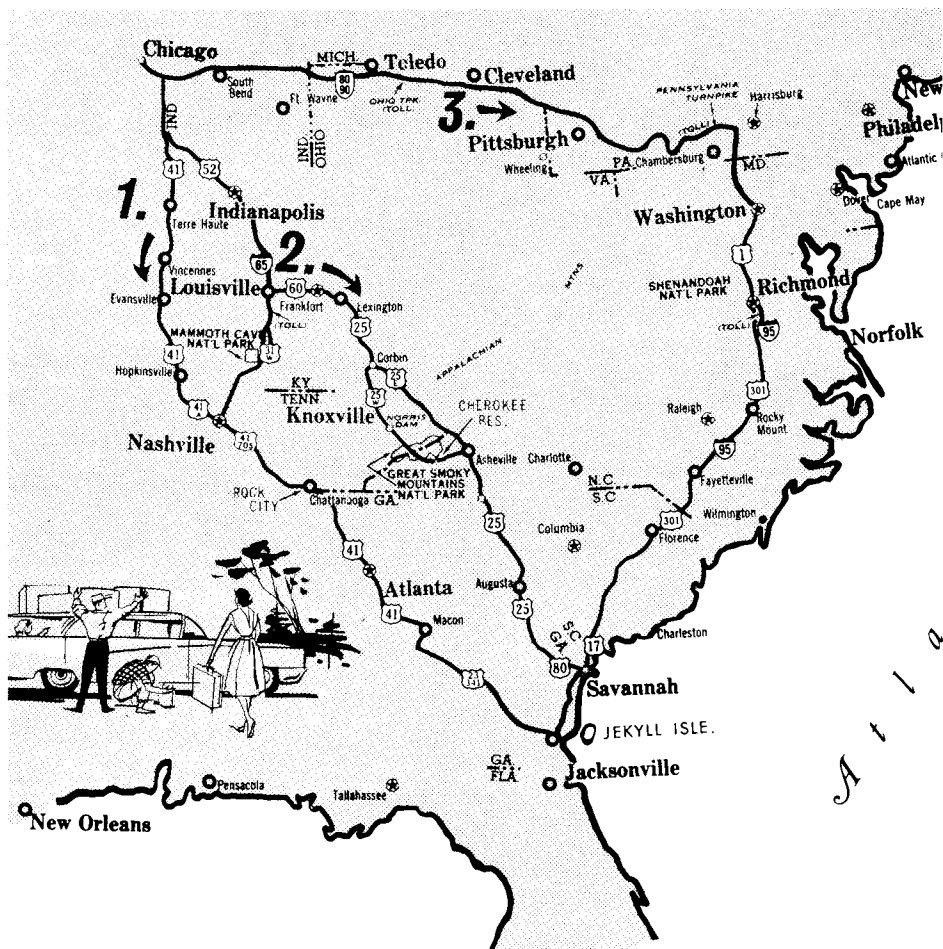 Chicago
MICH.
Toledo
South
Bend
80
90
Cleveland
Ft. Wayne
OHIO TPK.
(TOLL)
3.
PENNSYLVANIA
TURNPIKE
Harrisburg
New
IND
IND
OHIO
Pittsburgh
(TOLL)
Philadelp
Wheeling
PA.
Chambersburg
MD.
VA.
Atlantic
41
52
1.
Indianapolis
Washington
Dover
Cape May
Terre Haute
2.
65
1
Vincennes
Louisville
60
MTNS
SHENANDOAH
NAT'L PARK
Richmond
Evansville
Frankfort
Lexington
(TOLL)
25
(TOLL)
95
Norfolk
MAMMOTH CAVE
NAT'L PARK
31
W
41
Corbin
APPALACHIAN
Hopkinsville
KY
TENN
25
E
25
W
301
41
A
Knoxville
NORRIS
DAM
CHEROKEE
RES.
Raleigh
Rocky
Mount
Nashville
41
70S
95
Asheville
Charlotte
GREAT SMOKY
MOUNTAINS
NAT'L PARK
ROCK
CITY
Chattanooga
GA.
N.C.
S.C.
Fayetteville
25
301
Wilmington
Columbia
Florence
41
Atlanta
Augusta
41
25
Macon
S.C.
GA.
17
Charleston
80
23
341
Savannah
JEKYLL ISLE.
GA.
FLA.
Jacksonville
Pensacola
Tallahassee
New Orleans
Atla